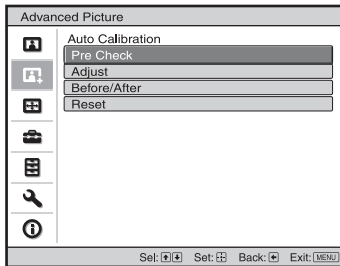 Advanced Picture
Auto Calibration
Pre Check
Adjust
Before/After
Reset
Sel: Set: Back: Exit: MENU